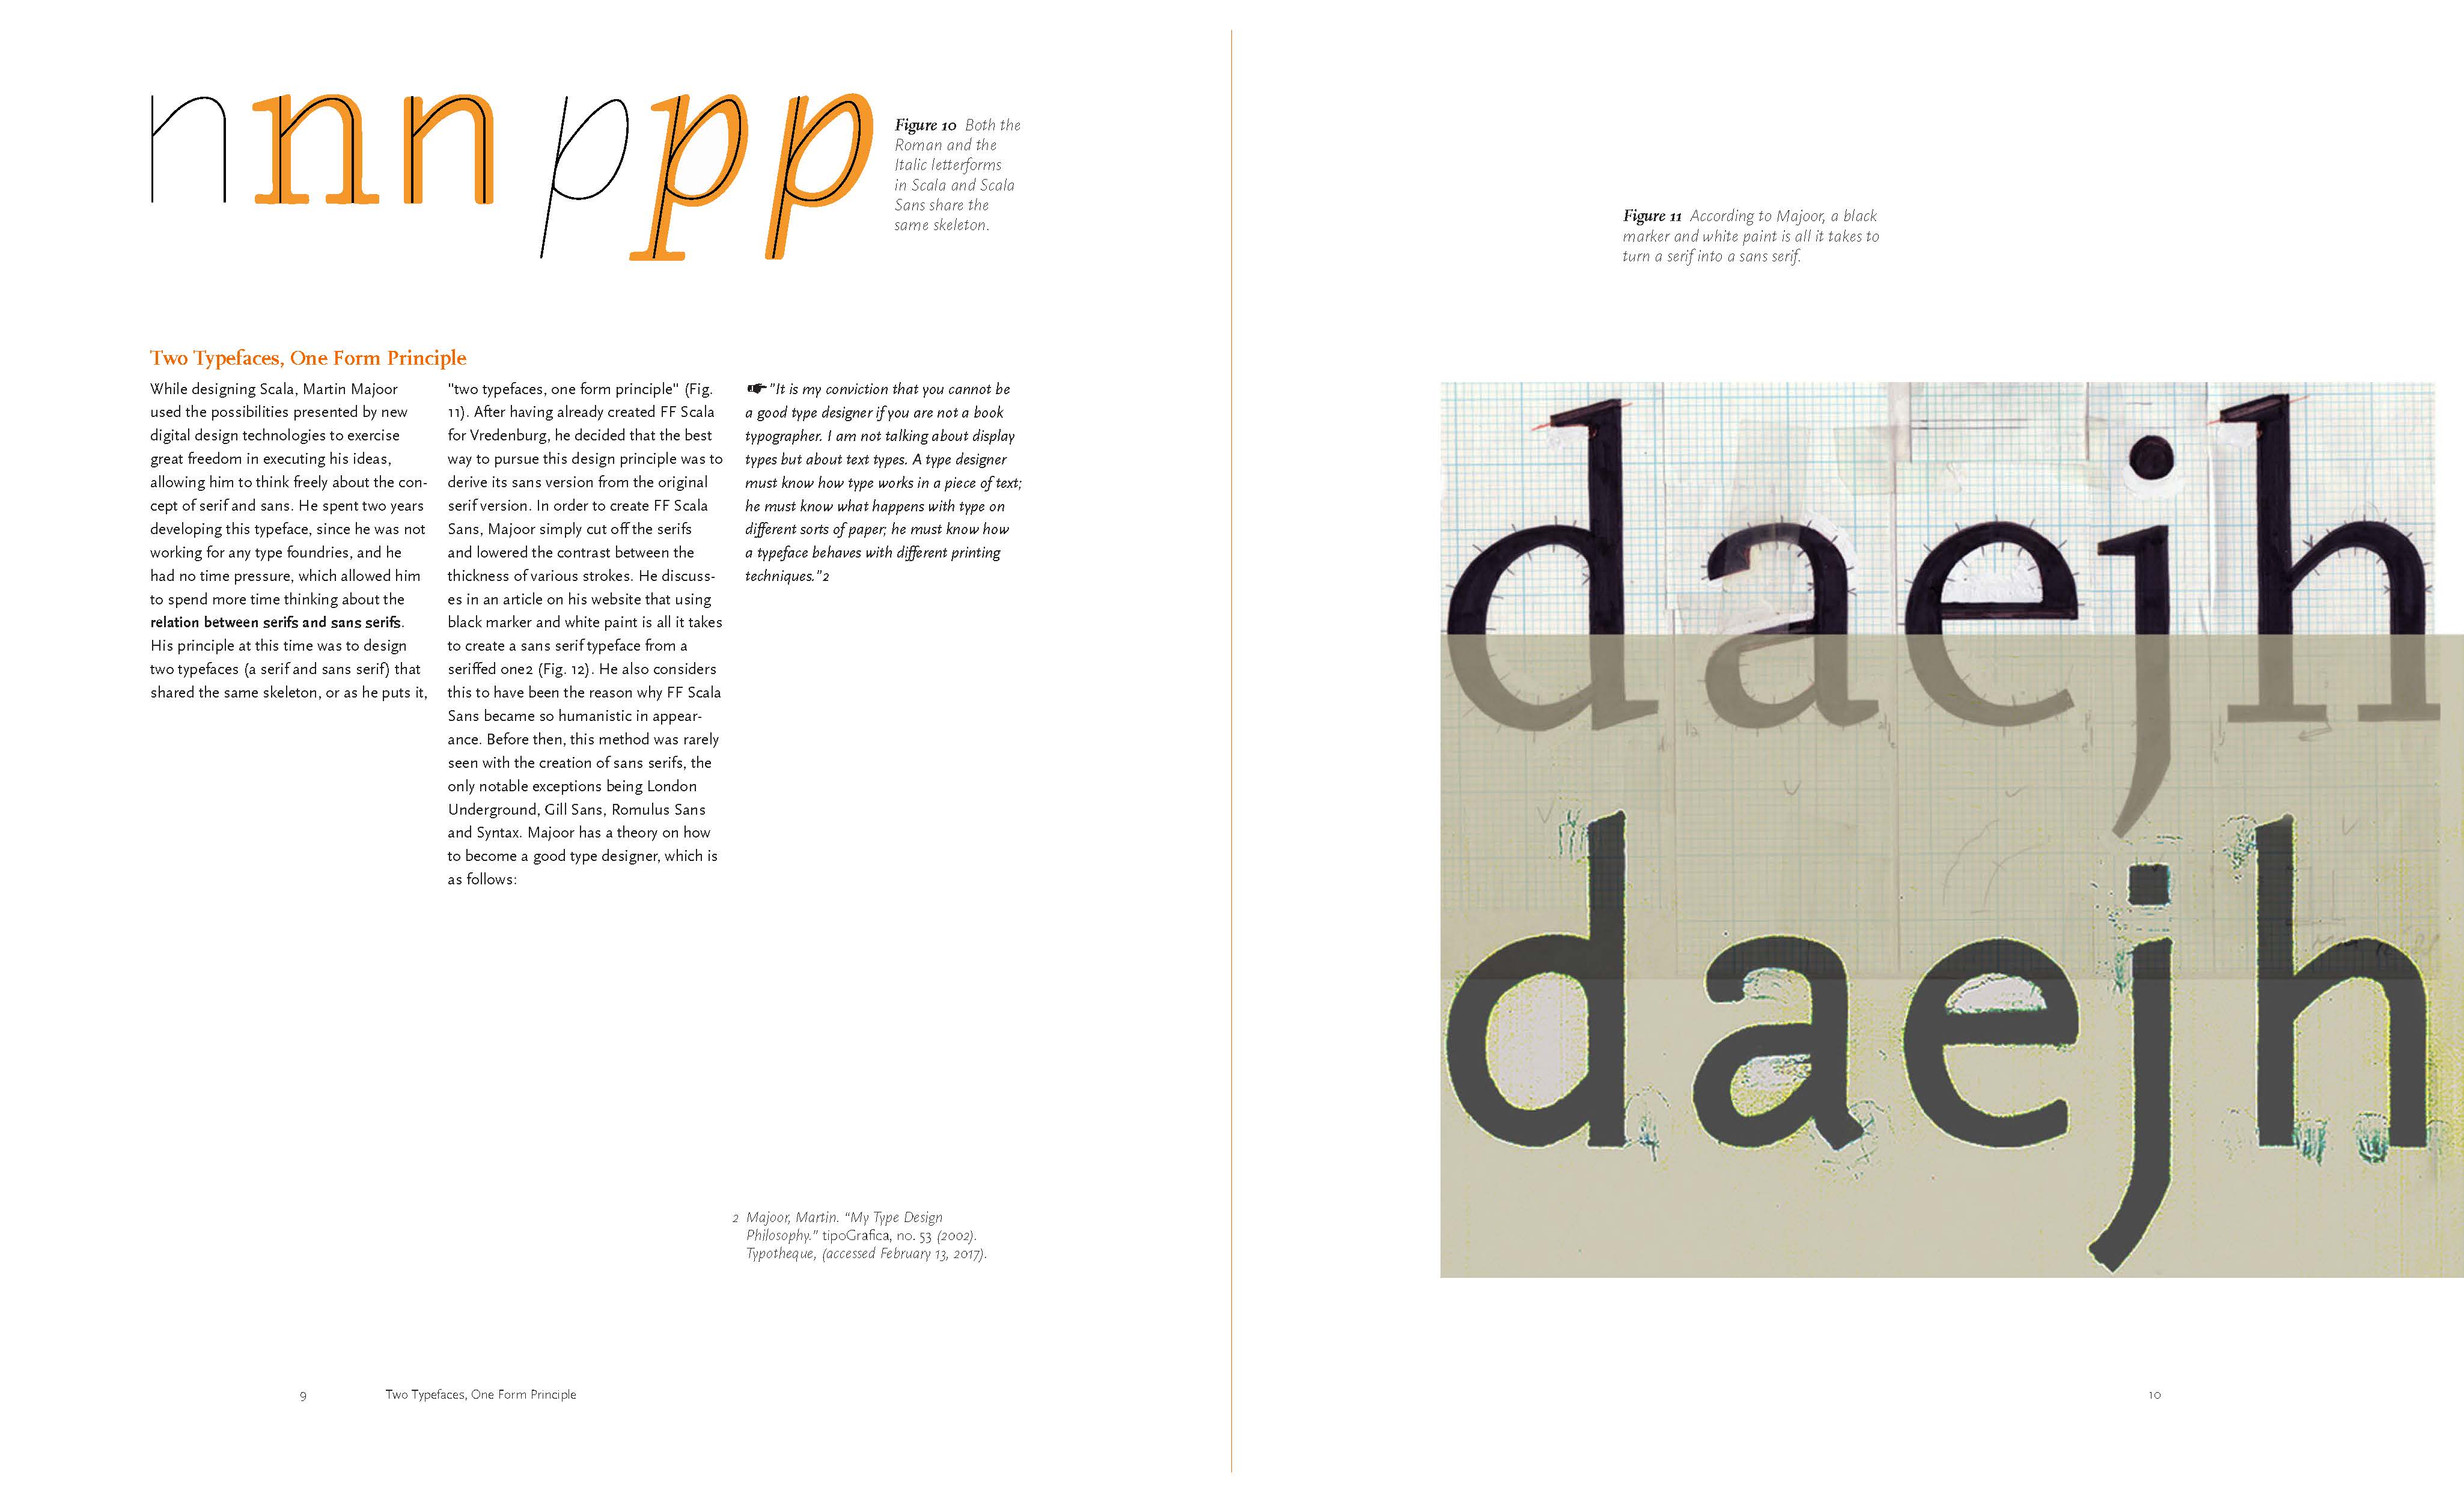 n n n p p p
Figure 10 Both the
Roman and the
Italic letterforms
in Scala and Scala
Sans share the
same skeleton.
Two Typefaces, One Form Principle
While designing Scala, Martin Majoor
used the possibilities presented by new
digital design technologies to exercise
great freedom in executing his ideas,
allowing him to think freely about the con-
cept of serif and sans. He spent two years
developing this typeface, since he was not
working for any type foundries, and he
had no time pressure, which allowed him
to spend more time thinking about the
relation between serifs and sans serifs.
His principle at this time was to design
two typefaces (a serif and sans serif) that
shared the same skeleton, or as he puts it,
"two typefaces, one form principle" (Fig.
11). After having already created FF Scala
for Vredenburg, he decided that the best
way to pursue this design principle was to
derive its sans version from the original
serif version. In order to create FF Scala
Sans, Majoor simply cut off the serifs
and lowered the contrast between the
thickness of various strokes. He discuss-
es in an article on his website that using
black marker and white paint is all it takes
to create a sans serif typeface from a
seriffed one2 (Fig. 12). He also considers
this to have been the reason why FF Scala
Sans became so humanistic in appear-
ance. Before then, this method was rarely
seen with the creation of sans serifs, the
only notable exceptions being London
Underground, Gill Sans, Romulus Sans
and Syntax. Majoor has a theory on how
to become a good type designer, which is
as follows:
☛ "It is my conviction that you cannot be
a good type designer if you are not a book
typographer. I am not talking about display
types but about text types. A type designer
must know how type works in a piece of text;
he must know what happens with type on
different sorts of paper; he must know how
a typeface behaves with different printing
techniques."2
2 Majoor, Martin. “My Type Design
Philosophy.” tipoGrafica, no. 53 (2002).
Typotheque, (accessed February 13, 2017).
9 Two Typefaces, One Form Principle
Figure 11 According to Majoor, a black
marker and white paint is all it takes to
turn a serif into a sans serif.
daejh
daejh
10